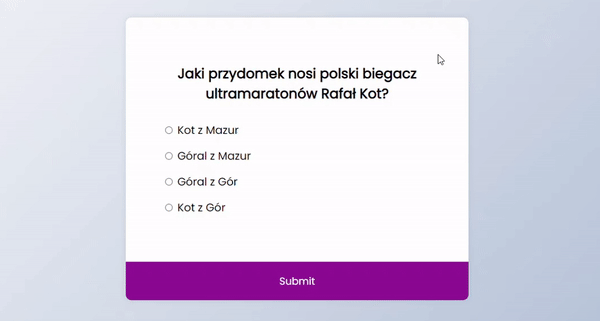 Jaki przydomek nosi polski biegacz
ultramaratonów Rafał Kot?
Kot z Mazur
Góral z Mazur
Góral z Gór
Kot z Gór
Submit